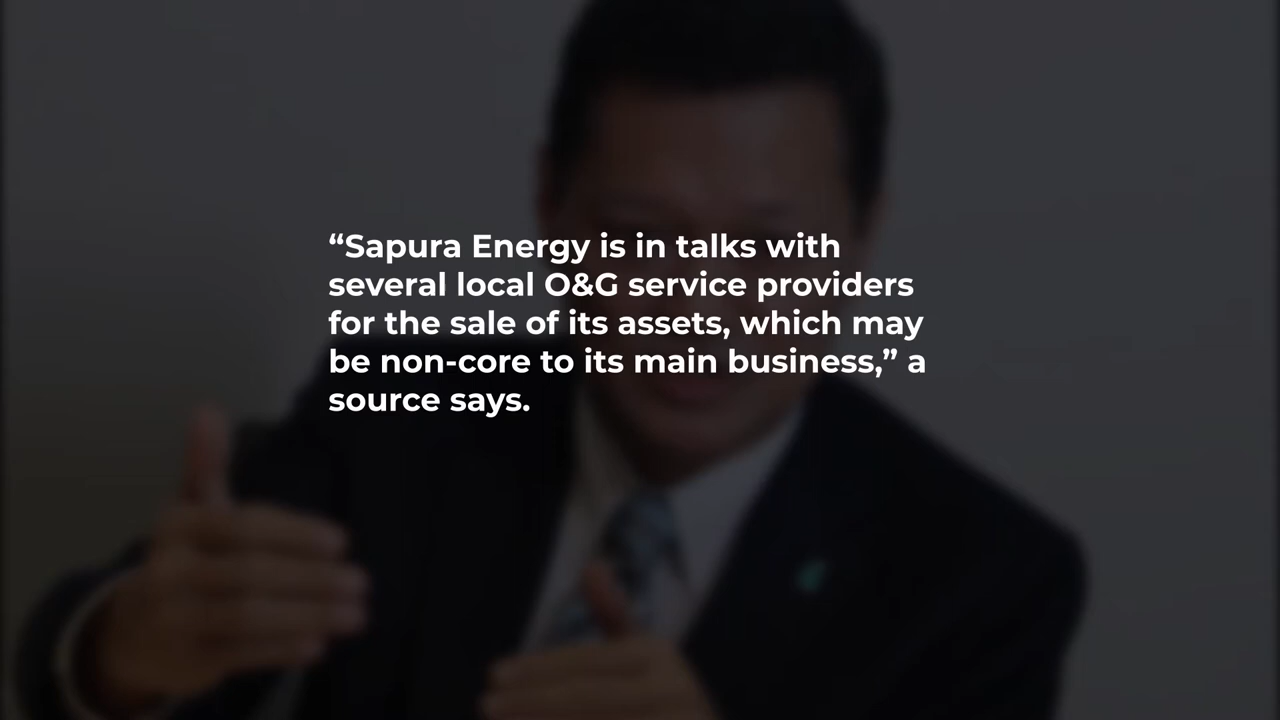 “Sapura Energy is in talks with
several local O&G service providers
for the sale of its assets, which may
be non-core to its main business,” a
source says.